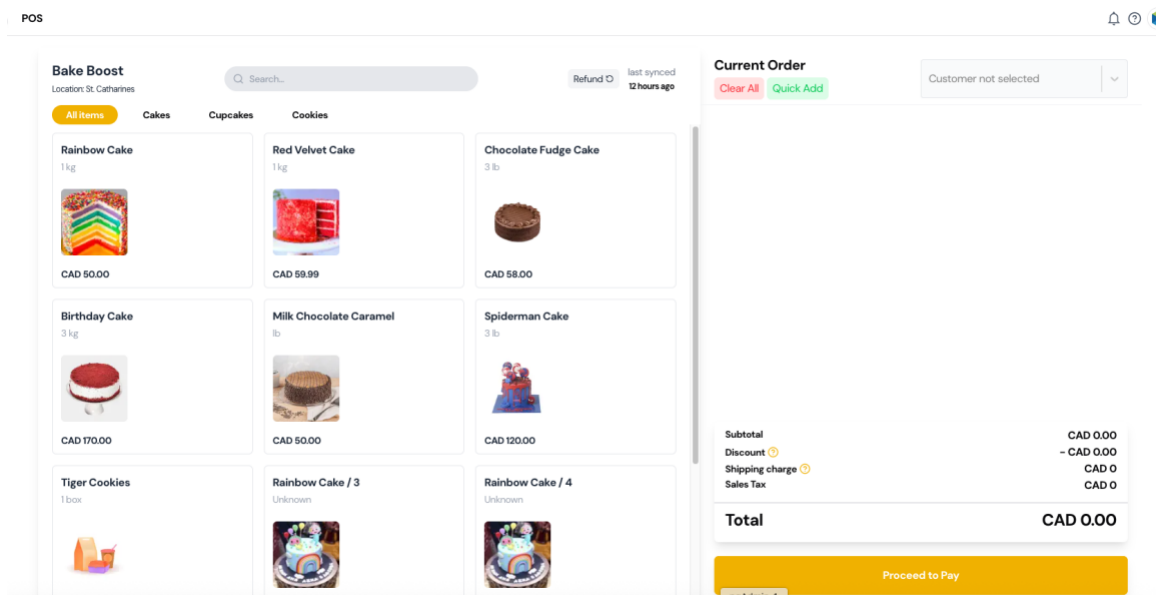 POS
Bake Boost
Location: St. Catharines
Search...
Refund
last synced
12 hours ago
All items
Cakes
Cupcakes
Cookies
Rainbow Cake
1 kg
CAD 50.00
Red Velvet Cake
1 kg
CAD 59.99
Chocolate Fudge Cake
3 lb
CAD 58.00
Birthday Cake
3 kg
CAD 170.00
Milk Chocolate Caramel
lb
CAD 50.00
Spiderman Cake
3 lb
CAD 120.00
Tiger Cookies
1 box
Rainbow Cake / 3
Unknown
Rainbow Cake / 4
Unknown
Current Order
Clear All
Quick Add
Customer not selected
Subtotal CAD 0.00
Discount - CAD 0.00
Shipping charge CAD 0
Sales Tax CAD 0
Total CAD 0.00
Proceed to Pay